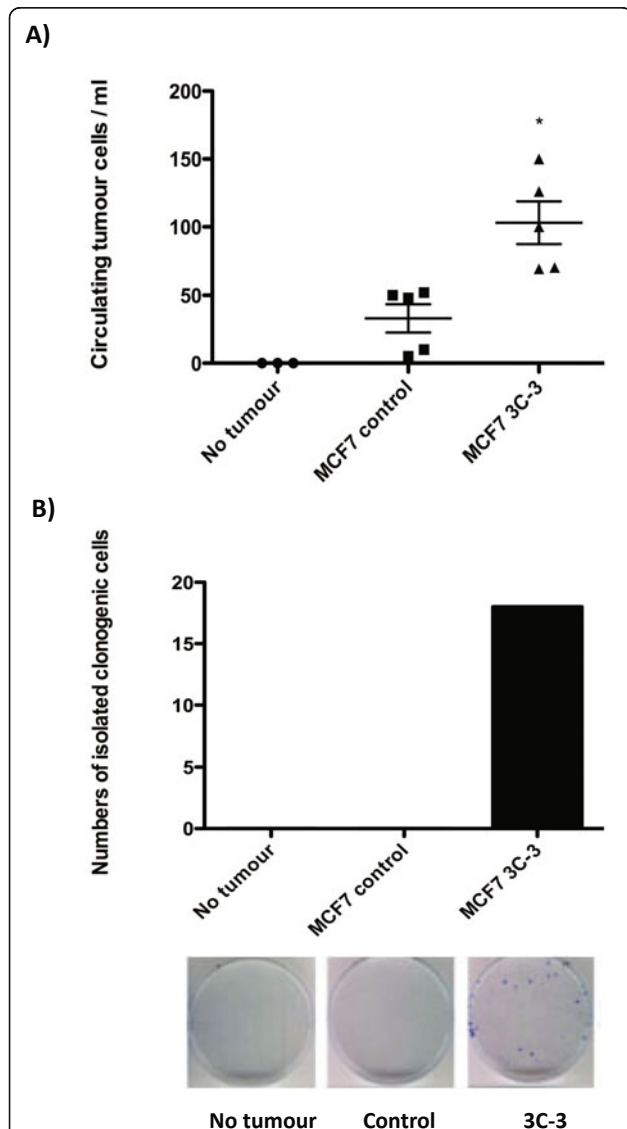 A)
Circulating tumour cells / ml
200
150
100
50
0
*
No tumour
MCF7 control
MCF7 3C-3
B)
Numbers of isolated clonogenic cells
20
15
10
5
0
No tumour
MCF7 control
MCF7 3C-3
No tumour
Control
3C-3